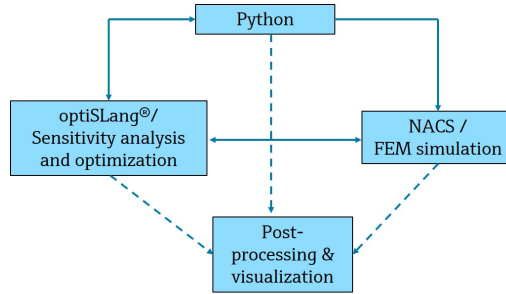 Python
optiSLang®/
Sensitivity analysis
and optimization
NACS /
FEM simulation
Post-
processing &
visualization